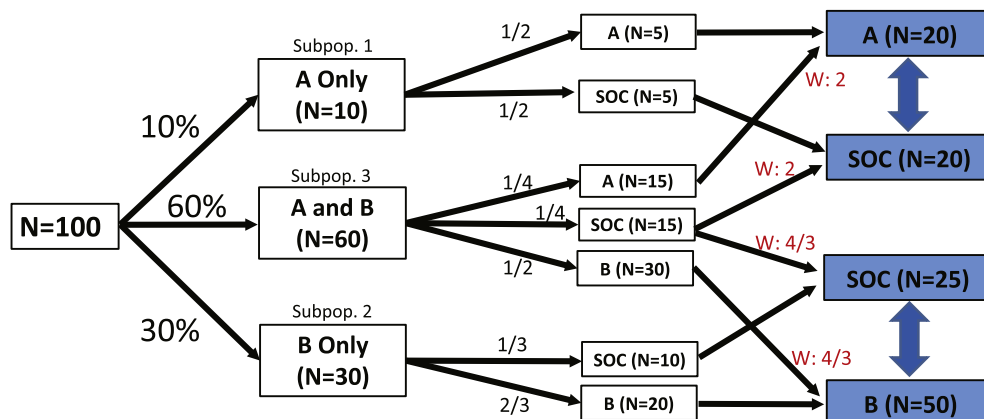 N=100
10%
60%
30%
Subpop. 1
A Only
(N=10)
Subpop. 3
A and B
(N=60)
Subpop. 2
B Only
(N=30)
1/2
1/2
1/4
1/4
1/2
1/3
2/3
A (N=5)
SOC (N=5)
A (N=15)
SOC (N=15)
B (N=30)
SOC (N=10)
B (N=20)
W: 2
W: 2
W: 4/3
W: 4/3
A (N=20)
SOC (N=20)
SOC (N=25)
B (N=50)